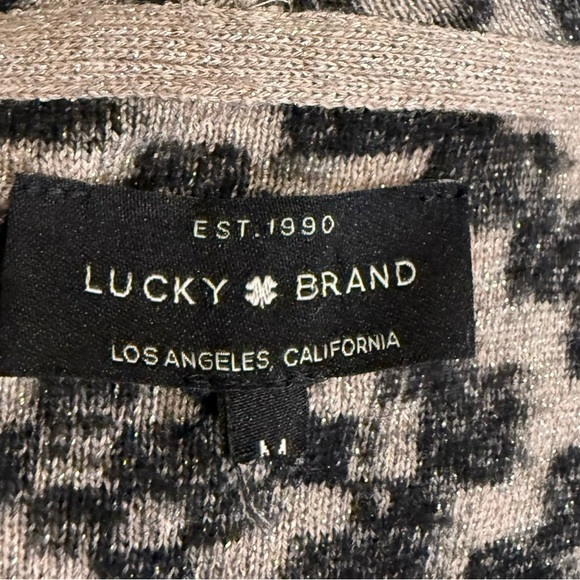 EST. 1990
LUCKY BRAND
LOS ANGELES, CALIFORNIA
M